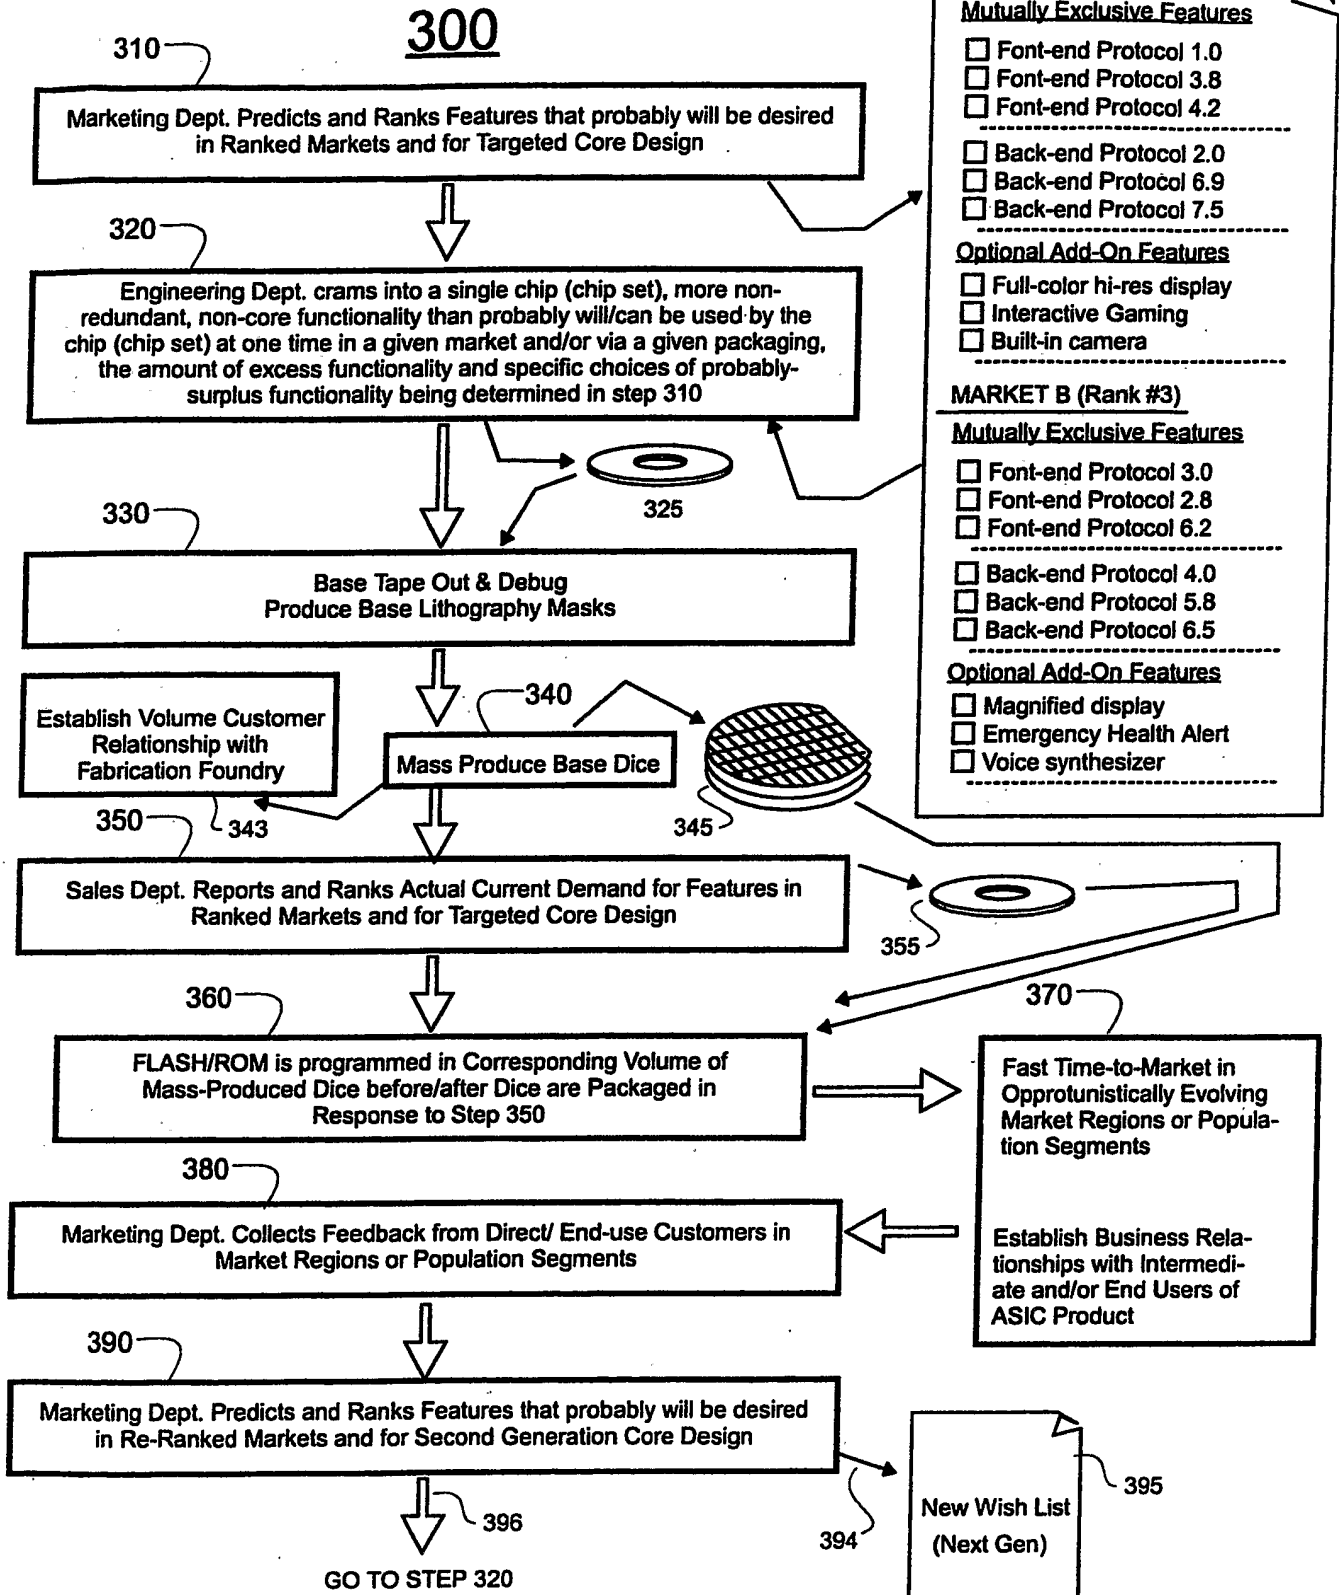 300
310
Marketing Dept. Predicts and Ranks Features that probably will be desired
in Ranked Markets and for Targeted Core Design
320
Engineering Dept. crams into a single chip (chip set), more non-
redundant, non-core functionality than probably will/can be used by the
chip (chip set) at one time in a given market and/or via a given packaging,
the amount of excess functionality and specific choices of probably-
surplus functionality being determined in step 310
325
330
Base Tape Out & Debug
Produce Base Lithography Masks
Establish Volume Customer
Relationship with
Fabrication Foundry
343
340
Mass Produce Base Dice
345
350
Sales Dept. Reports and Ranks Actual Current Demand for Features in
Ranked Markets and for Targeted Core Design
355
360
FLASH/ROM is programmed in Corresponding Volume of
Mass-Produced Dice before/after Dice are Packaged in
Response to Step 350
370
Fast Time-to-Market in
Opprotunistically Evolving
Market Regions or Popula-
tion Segments
Establish Business Rela-
tionships with Intermedi-
ate and/or End Users of
ASIC Product
380
Marketing Dept. Collects Feedback from Direct/ End-use Customers in
Market Regions or Population Segments
390
Marketing Dept. Predicts and Ranks Features that probably will be desired
in Re-Ranked Markets and for Second Generation Core Design
394
395
New Wish List
(Next Gen)
396
GO TO STEP 320
Mutually Exclusive Features
Font-end Protocol 1.0
Font-end Protocol 3.8
Font-end Protocol 4.2
Back-end Protocol 2.0
Back-end Protocol 6.9
Back-end Protocol 7.5
Optional Add-On Features
Full-color hi-res display
Interactive Gaming
Built-in camera
MARKET B (Rank #3)
Mutually Exclusive Features
Font-end Protocol 3.0
Font-end Protocol 2.8
Font-end Protocol 6.2
Back-end Protocol 4.0
Back-end Protocol 5.8
Back-end Protocol 6.5
Optional Add-On Features
Magnified display
Emergency Health Alert
Voice synthesizer